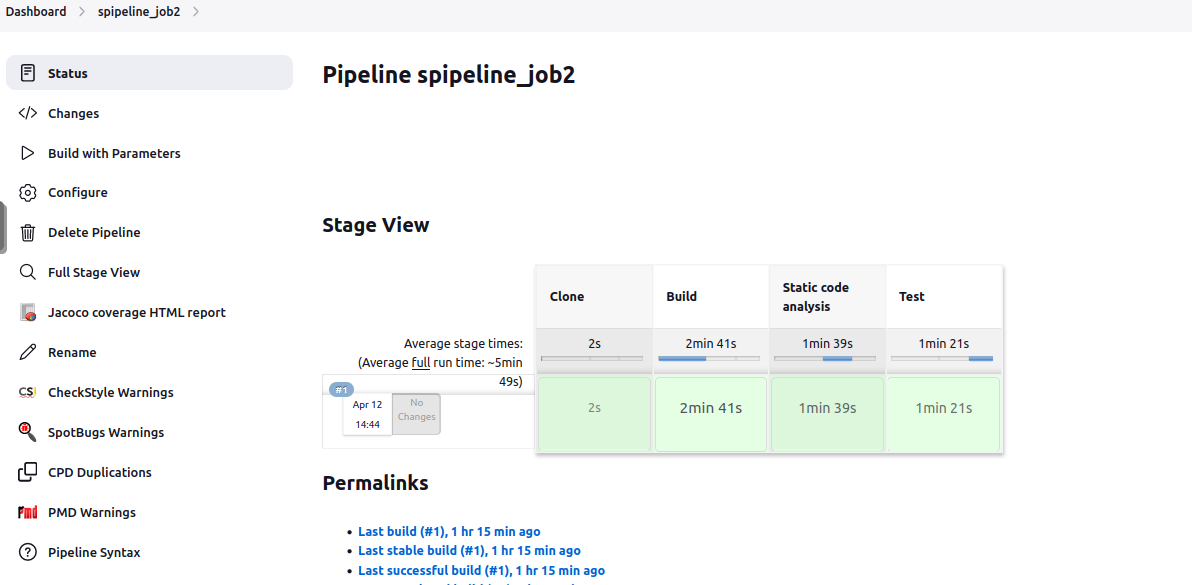 Dashboard > spipeline_job2 >
Status
Changes
Build with Parameters
Configure
Delete Pipeline
Full Stage View
Jacoco coverage HTML report
Rename
CSi CheckStyle Warnings
SpotBugs Warnings
CPD Duplications
Pmd PMD Warnings
Pipeline Syntax
Pipeline spipeline_job2
Stage View
Clone
Build
Static code
analysis
Test
Average stage times:
(Average full run time: ~5min
49s)
2s
2min 41s
1min 39s
1min 21s
#1
Apr 12
14:44
No
Changes
2s
2min 41s
1min 39s
1min 21s
Permalinks
Last build (#1), 1 hr 15 min ago
Last stable build (#1), 1 hr 15 min ago
Last successful build (#1), 1 hr 15 min ago